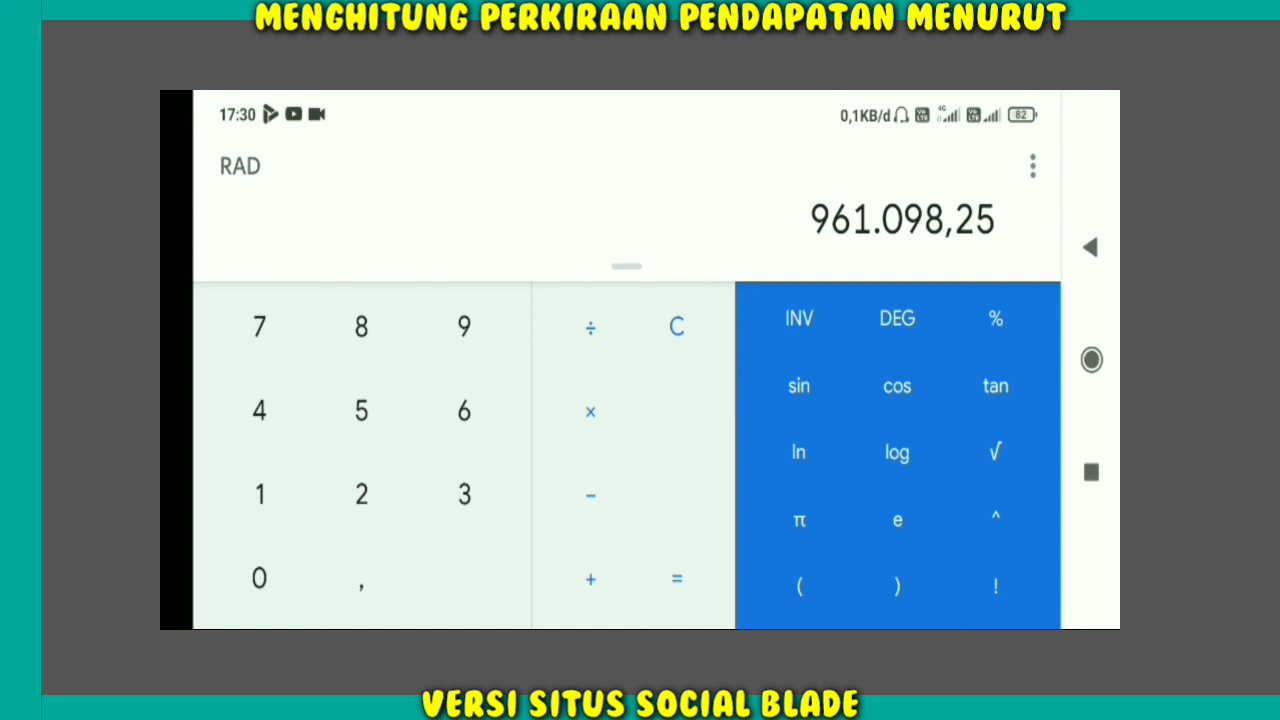 MENGHITUNG PERKIRAAN PENDAPATAN MENURUT
17:30 0,1KB/d 4G 82
RAD
961.098,25
7 8 9 ÷ C INV DEG %
4 5 6 × sin cos tan
1 2 3 − ln log √
0 , + = π e ^
( ) !
VERSI SITUS SOCIAL BLADE